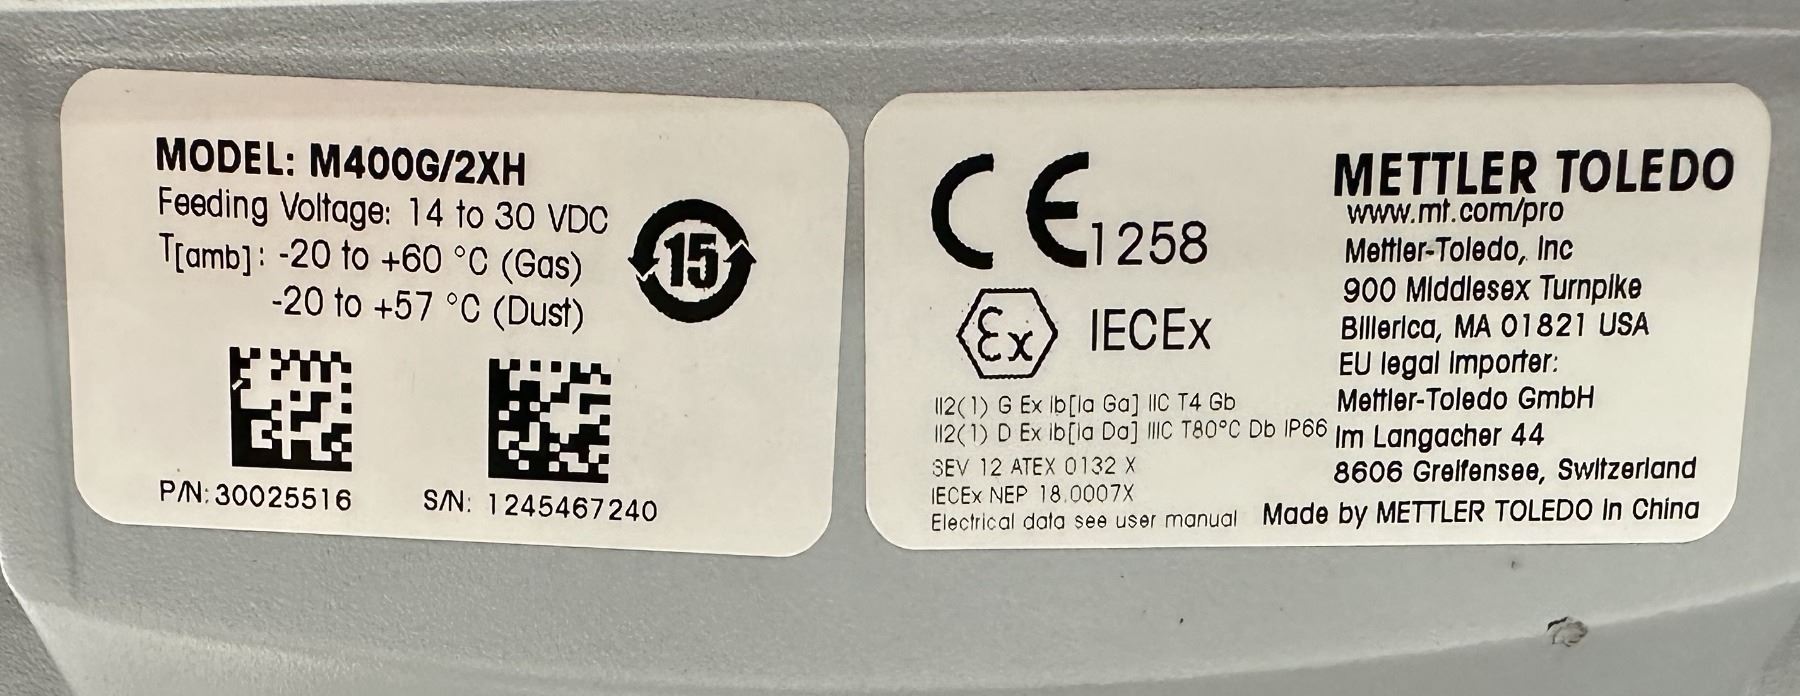 MODEL: M400G/2XH
Feeding Voltage: 14 to 30 VDC
T[amb]: -20 to +60 °C (Gas)
-20 to +57 °C (Dust)
15
P/N: 30025516
S/N: 1245467240
CE 1258
Ex IECEx
II2(1) G Ex ib[ia Ga] IIC T4 Gb
II2(1) D Ex ib[ia Da] IIIC T80°C Db IP66
SEV 12 ATEX 0132 X
IECEx NEP 18.0007X
Electrical data see user manual
METTLER TOLEDO
www.mt.com/pro
Mettler-Toledo, Inc
900 Middlesex Turnpike
Billerica, MA 01821 USA
EU legal importer:
Mettler-Toledo GmbH
Im Langacher 44
8606 Greifensee, Switzerland
Made by METTLER TOLEDO in China